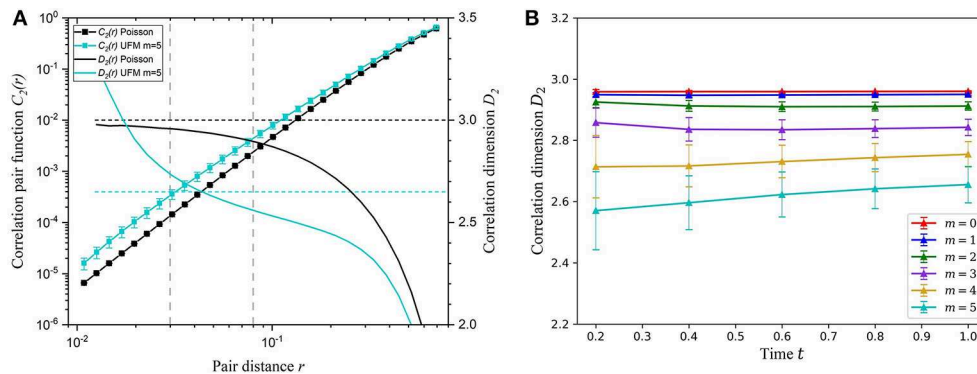 A
10⁰
10⁻¹
10⁻²
10⁻³
10⁻⁴
10⁻⁵
10⁻⁶
Correlation pair function C₂(r)
C₂(r) Poisson
C₂(r) UFM m=5
D₂(r) Poisson
D₂(r) UFM m=5
3.5
3.0
2.5
2.0
Correlation dimension D₂
10⁻²
10⁻¹
Pair distance r
B
3.2
3.0
2.8
2.6
2.4
2.2
Correlation dimension D₂
m = 0
m = 1
m = 2
m = 3
m = 4
m = 5
0.2 0.3 0.4 0.5 0.6 0.7 0.8 0.9 1.0
Time t